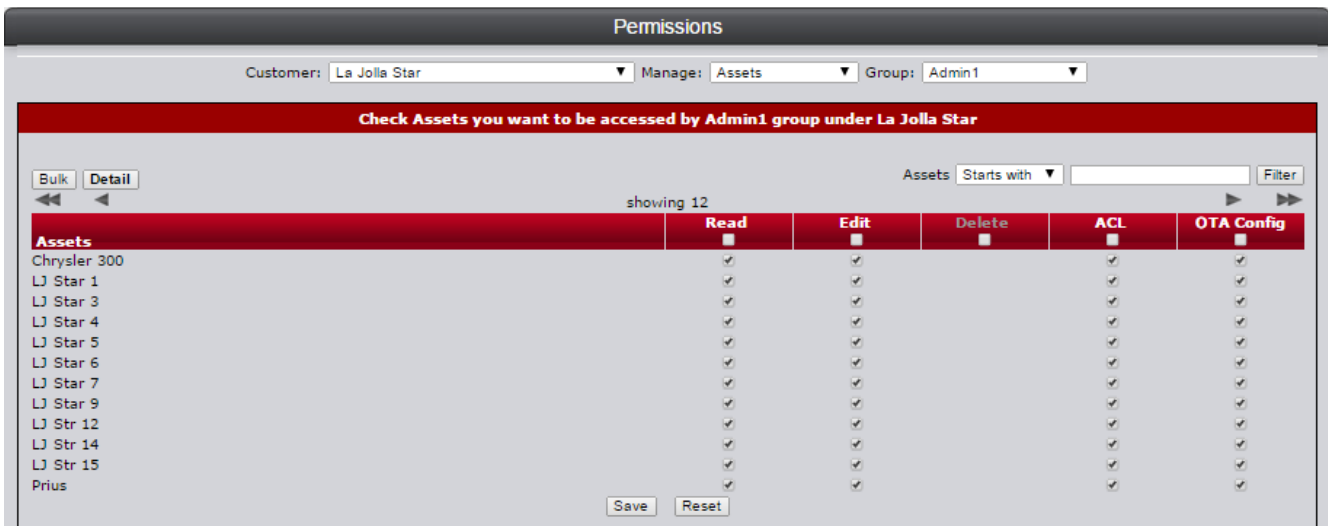 Permissions
Customer: La Jolla Star Manage: Assets Group: Admin1
Check Assets you want to be accessed by Admin1 group under La Jolla Star
Bulk Detail Assets Starts with Filter
showing 12
Assets Read Edit Delete ACL OTA Config
Chrysler 300
LJ Star 1
LJ Star 3
LJ Star 4
LJ Star 5
LJ Star 6
LJ Star 7
LJ Star 9
LJ Str 12
LJ Str 14
LJ Str 15
Prius
Save Reset